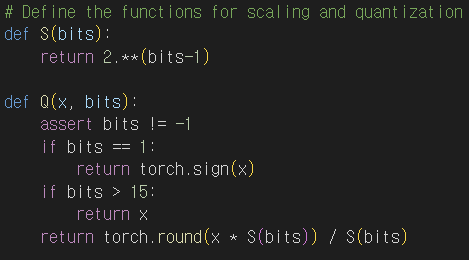 # Define the functions for scaling and quantization
def S(bits):
    return 2.**(bits-1)

def Q(x, bits):
    assert bits != -1
    if bits == 1:
        return torch.sign(x)
    if bits > 15:
        return x
    return torch.round(x * S(bits)) / S(bits)